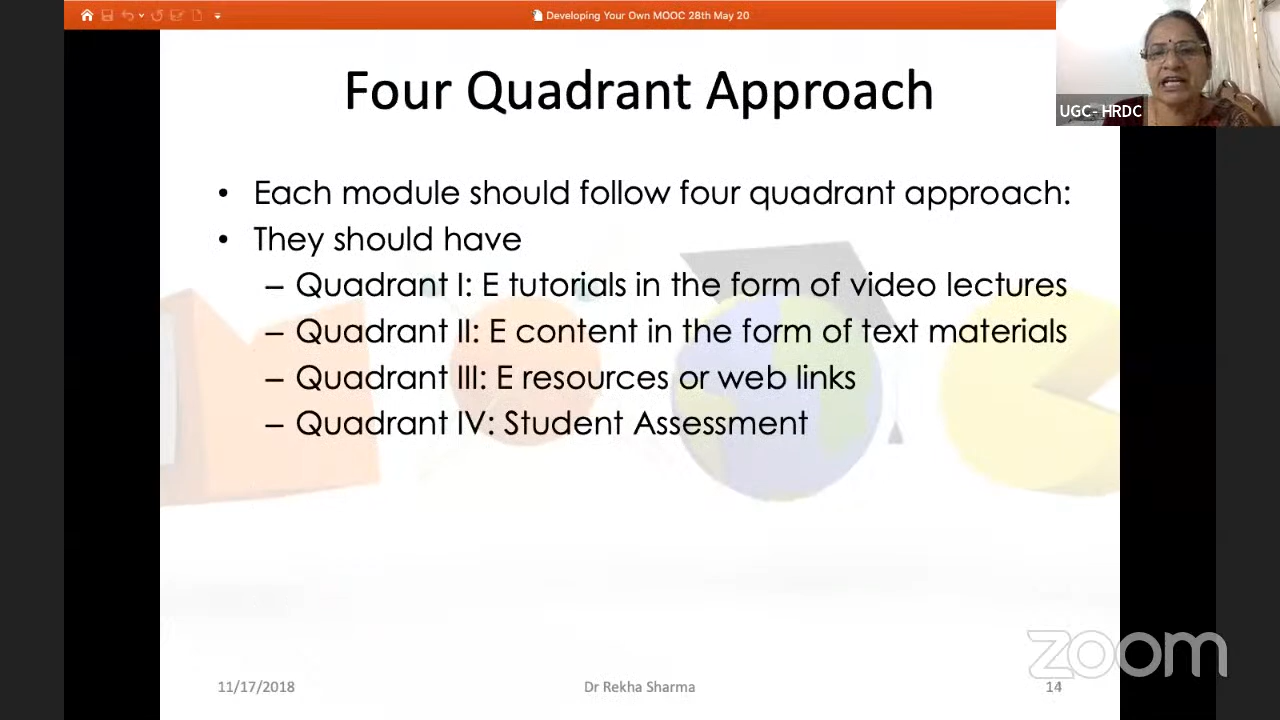 Developing Your Own MOOC 28th May 20
UGC- HRDC
Four Quadrant Approach
• Each module should follow four quadrant approach:
• They should have
– Quadrant I: E tutorials in the form of video lectures
– Quadrant II: E content in the form of text materials
– Quadrant III: E resources or web links
– Quadrant IV: Student Assessment
zoom
11/17/2018 Dr Rekha Sharma 14